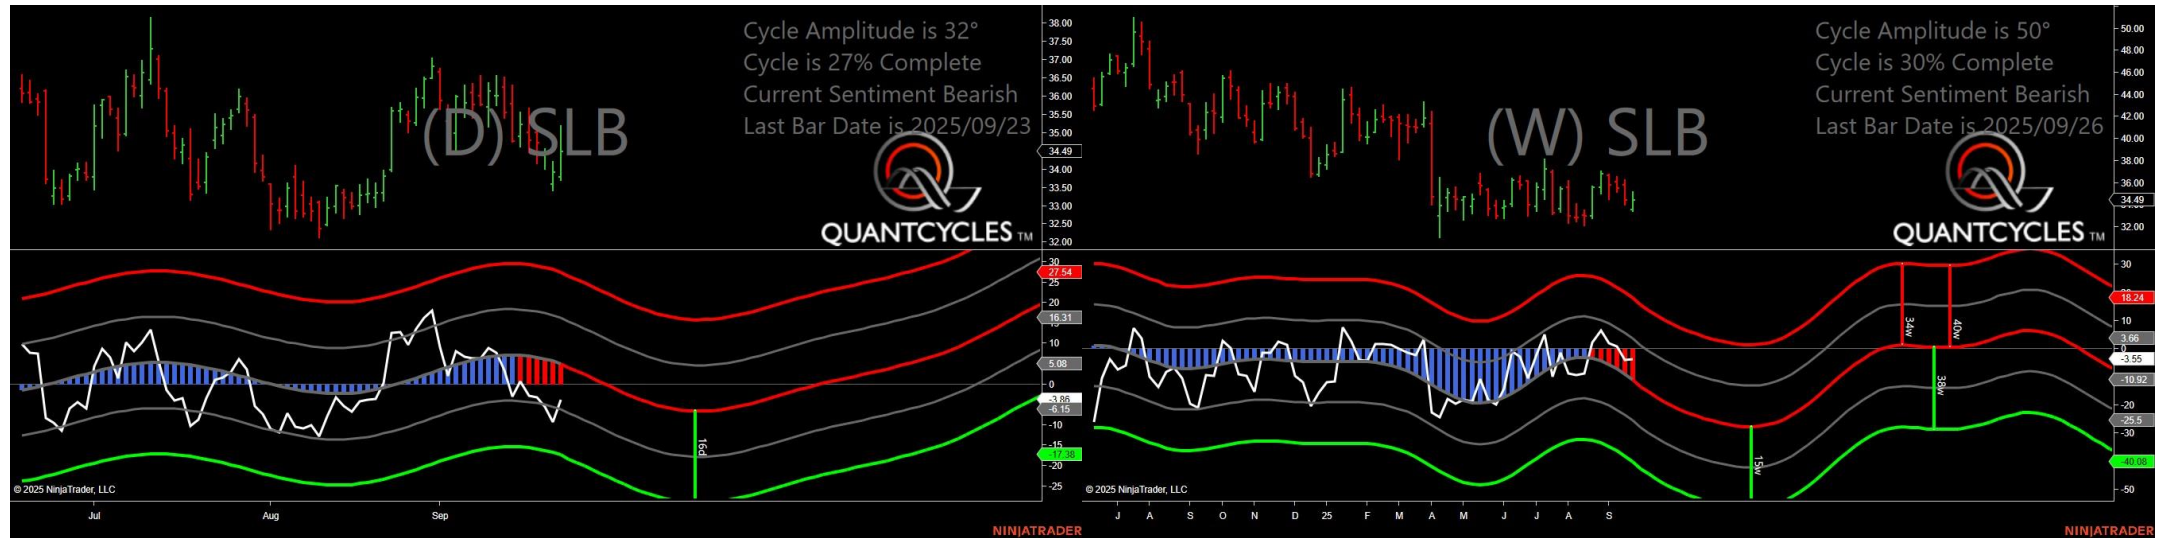 Cycle Amplitude is 32°
Cycle is 27% Complete
Current Sentiment Bearish
Last Bar Date is 2025/09/23
(D) SLB
QUANTCYCLES TM
38.00
37.50
37.00
36.50
36.00
35.50
35.00
34.49
34.00
33.50
33.00
32.50
32.00
30
27.54
25
20
16.31
10
5.08
0
-3.86
-6.15
-10
-15
-17.38
-20
-25
16d
© 2025 NinjaTrader, LLC
Jul
Aug
Sep
NINJATRADER
Cycle Amplitude is 50°
Cycle is 30% Complete
Current Sentiment Bearish
Last Bar Date is 2025/09/26
(W) SLB
QUANTCYCLES TM
50.00
48.00
46.00
44.00
42.00
40.00
38.00
36.00
34.49
32.00
30
18.24
10
3.66
0
-3.55
-10.92
-20
-25.5
-30
-40.08
-50
34w
40w
38w
15w
© 2025 NinjaTrader, LLC
J A S O N D 25 F M A M J J A S
NINJATRADER